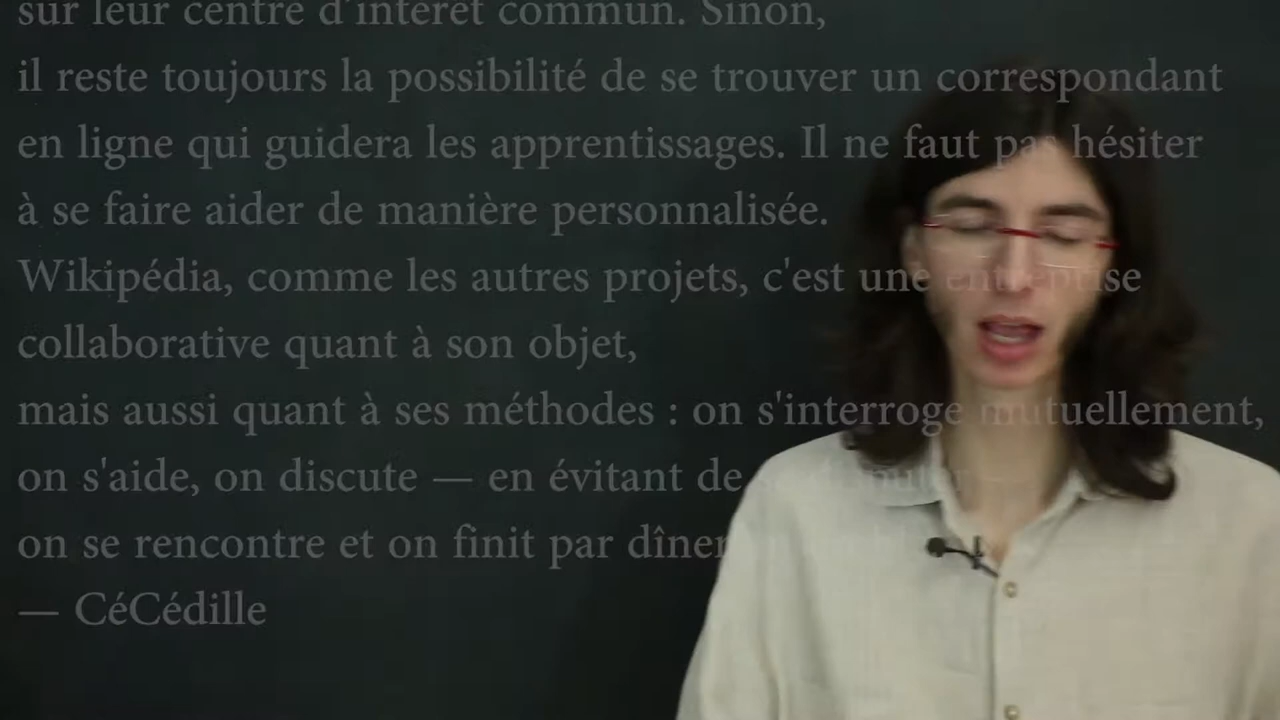 sur leur centre d'intérêt commun. Sinon,
il reste toujours la possibilité de se trouver un correspondant
en ligne qui guidera les apprentissages. Il ne faut pas hésiter
à se faire aider de manière personnalisée.
Wikipédia, comme les autres projets, c'est une entreprise
collaborative quant à son objet,
mais aussi quant à ses méthodes : on s'interroge mutuellement,
on s'aide, on discute — en évitant de
on se rencontre et on finit par dîner
— CéCédille